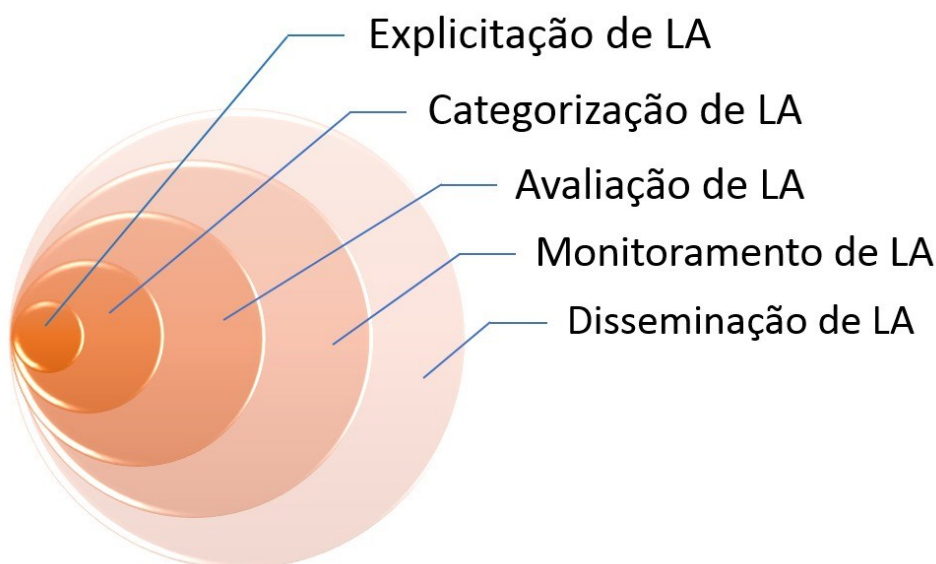 Explicitação de LA
Categorização de LA
Avaliação de LA
Monitoramento de LA
Disseminação de LA